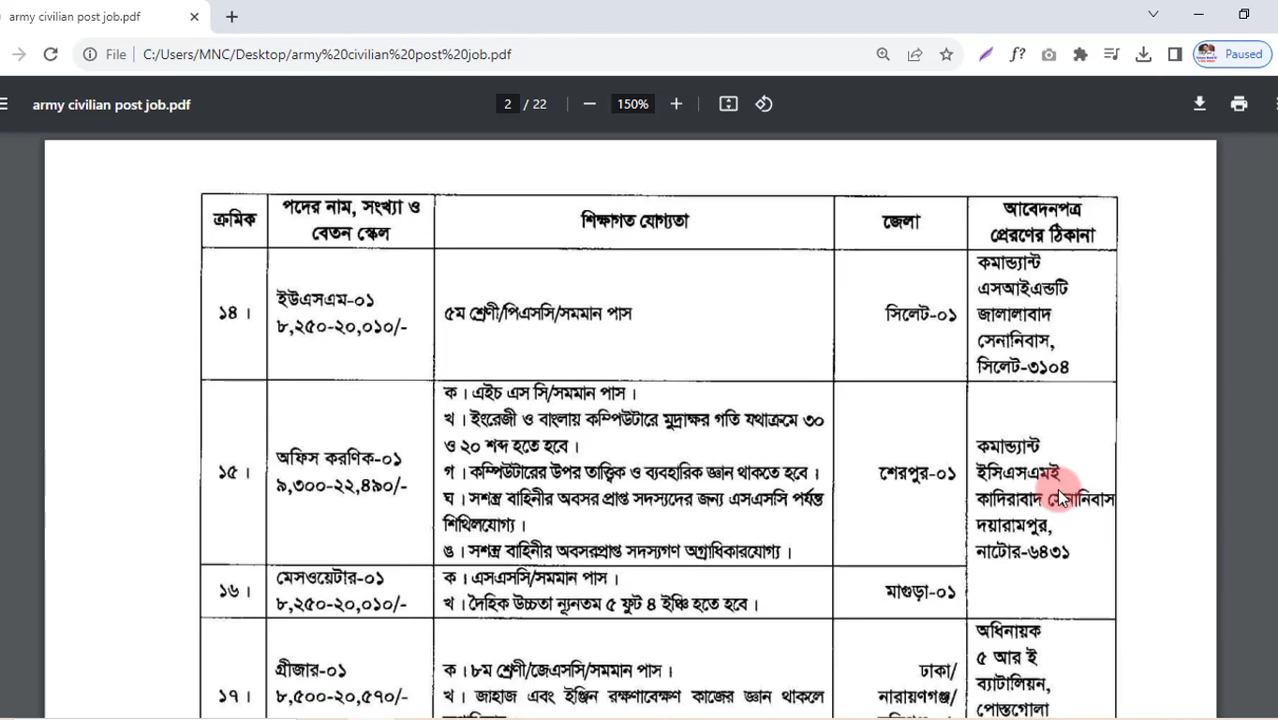 army civilian post job.pdf
File
C:/Users/MNC/Desktop/army%20civilian%20post%20job.pdf
Paused
army civilian post job.pdf
2 / 22
150%
ক্রমিক
পদের নাম, সংখ্যা ও
বেতন স্কেল
শিক্ষাগত যোগ্যতা
জেলা
আবেদনপত্র
প্রেরণের ঠিকানা
১৪।
ইউএসএম-০১
৮,২৫০-২০,০১০/-
৫ম শ্রেণী/পিএসসি/সমমান পাস
সিলেট-০১
কমান্ড্যান্ট
এসআইএন্ডটি
জালালাবাদ
সেনানিবাস,
সিলেট-৩১০৪
১৫।
অফিস করণিক-০১
৯,৩০০-২২,৪৯০/-
ক। এইচ এস সি/সমমান পাস।
খ। ইংরেজী ও বাংলায় কম্পিউটারে মুদ্রাক্ষর গতি যথাক্রমে ৩০
ও ২০ শব্দ হতে হবে।
গ। কম্পিউটারের উপর তাত্ত্বিক ও ব্যবহারিক জ্ঞান থাকতে হবে।
ঘ। সশস্ত্র বাহিনীর অবসর প্রাপ্ত সদস্যদের জন্য এসএসসি পর্যন্ত
শিথিলযোগ্য।
ঙ। সশস্ত্র বাহিনীর অবসরপ্রাপ্ত সদস্যগণ অগ্রাধিকারযোগ্য।
শেরপুর-০১
কমান্ড্যান্ট
ইসিএসএমই
কাদিরাবাদ সেনানিবাস
দয়ারামপুর,
নাটোর-৬৪৩১
১৬।
মেসওয়েটার-০১
৮,২৫০-২০,০১০/-
ক। এসএসসি/সমমান পাস।
খ। দৈহিক উচ্চতা ন্যূনতম ৫ ফুট ৪ ইঞ্চি হতে হবে।
মাগুড়া-০১
১৭।
গ্রীজার-০১
৮,৫০০-২০,৫৭০/-
ক। ৮ম শ্রেণী/জেএসসি/সমমান পাস।
খ। জাহাজ এবং ইঞ্জিন রক্ষণাবেক্ষণ কাজের জ্ঞান থাকলে
ঢাকা/
নারায়ণগঞ্জ/
অধিনায়ক
৫ আর ই
ব্যাটালিয়ন,
পোস্তগোলা